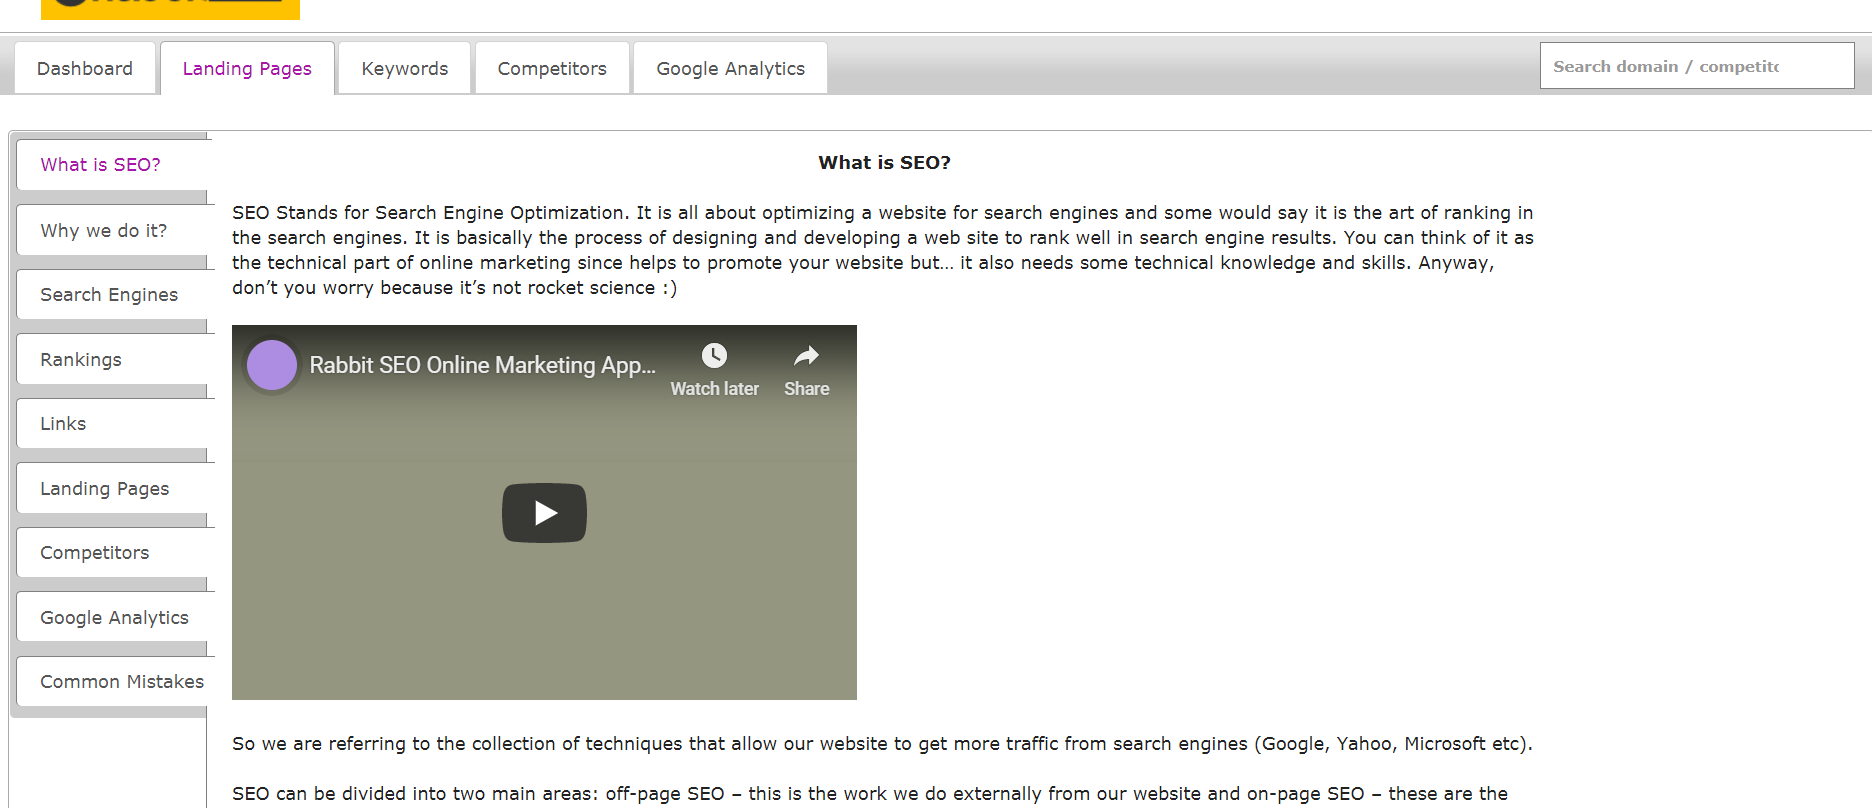 Dashboard
Landing Pages
Keywords
Competitors
Google Analytics
Search domain /
What is SEO?
Why we do it?
Search Engines
Rankings
Links
Landing Pages
Competitors
Google Analytics
Common Mistakes
What is SEO?
SEO Stands for Search Engine Optimization. It is all about optimizing a website for search engines and some would say it is the art of ranking in
the search engines. It is basically the process of designing and developing a web site to rank well in search engine results. You can think of it as
the technical part of online marketing since helps to promote your website but... it also needs some technical knowledge and skills. Anyway,
don’t you worry because it’s not rocket science :)
Rabbit SEO Online Marketing App...
Watch later
Share
So we are referring to the collection of techniques that allow our website to get more traffic from search engines (Google, Yahoo, Microsoft etc).
SEO can be divided into two main areas: off-page SEO – this is the work we do externally from our website and on-page SEO – these are the